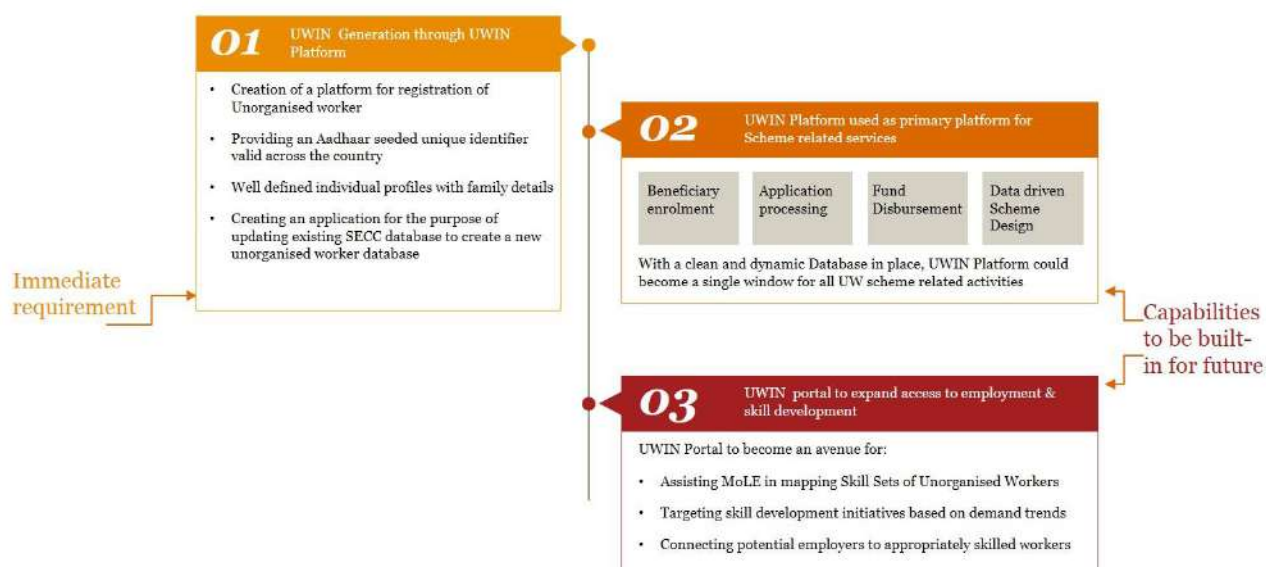 01
UWIN Generation through UWIN
Platform
• Creation of a platform for registration of
Unorganised worker
• Providing an Aadhaar seeded unique identifier
valid across the country
• Well defined individual profiles with family details
• Creating an application for the purpose of
updating existing SECC database to create a new
unorganised worker database
Immediate
requirement
02
UWIN Platform used as primary platform for
Scheme related services
Beneficiary
enrolment
Application
processing
Fund
Disbursement
Data driven
Scheme
Design
With a clean and dynamic Database in place, UWIN Platform could
become a single window for all UW scheme related activities
Capabilities
to be built-
in for future
03
UWIN portal to expand access to employment &
skill development
UWIN Portal to become an avenue for:
• Assisting MoLE in mapping Skill Sets of Unorganised Workers
• Targeting skill development initiatives based on demand trends
• Connecting potential employers to appropriately skilled workers